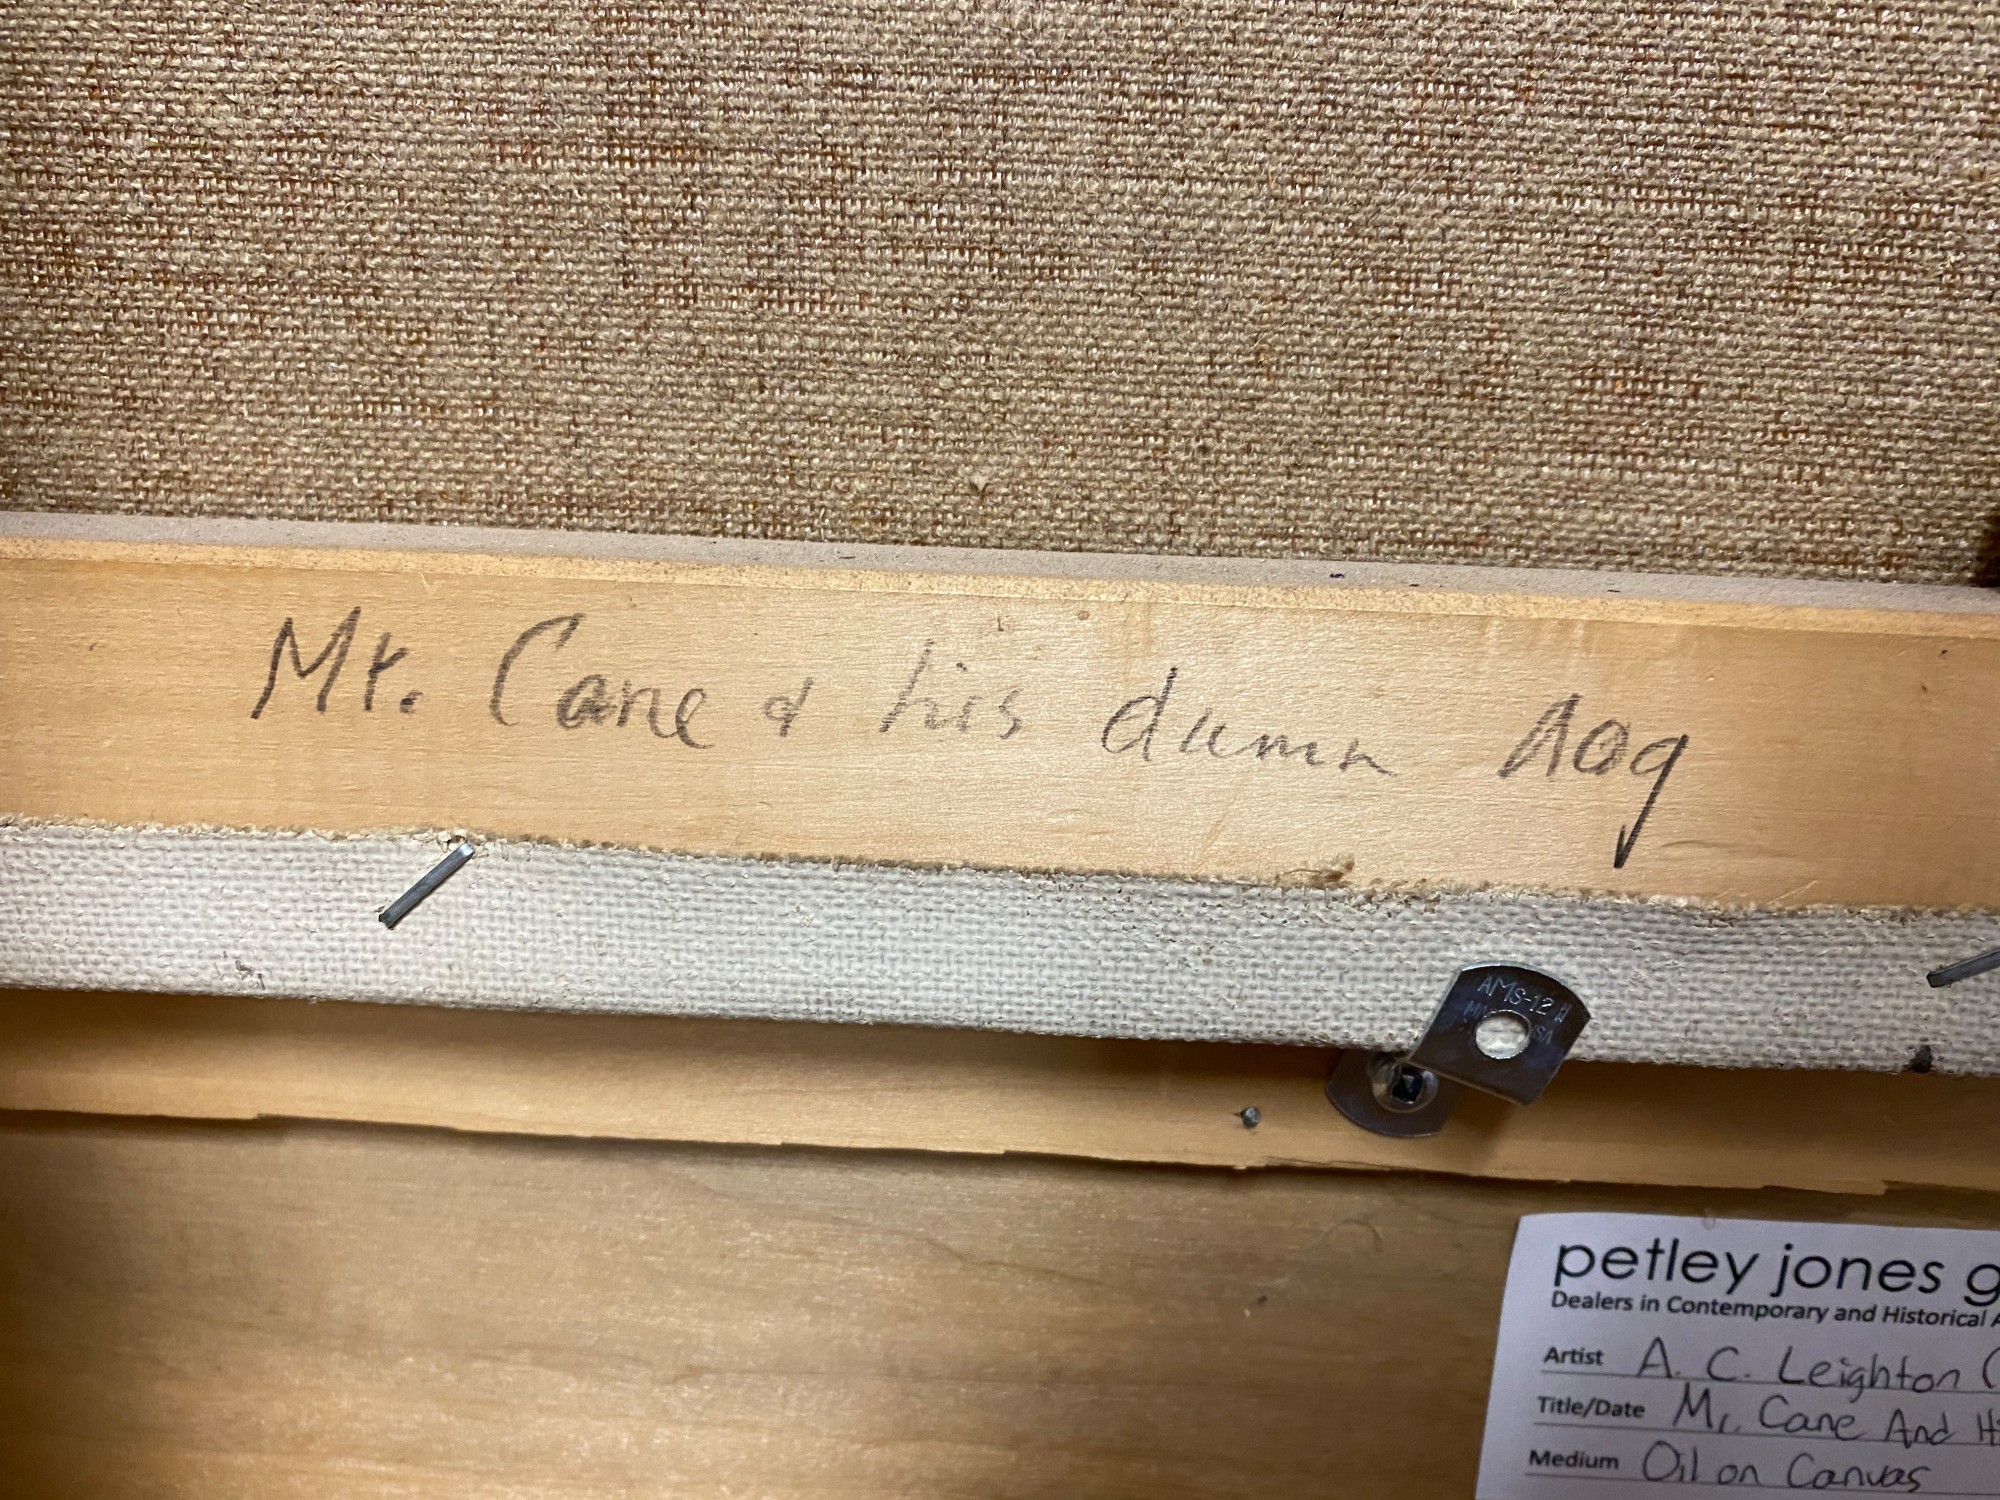 Mr. Cane & his dumn dog
AMS-12
petley jones g
Dealers in Contemporary and Historical A
Artist A. C. Leighton (
Title/Date Mr. Cane And Hi
Medium Oil on Canvas